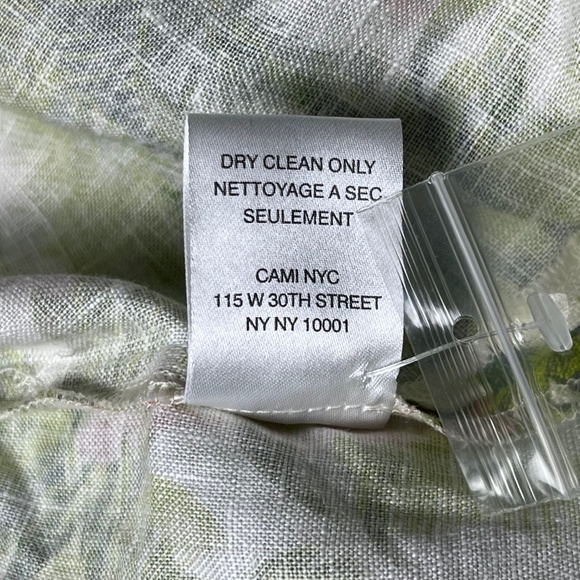 DRY CLEAN ONLY
NETTOYAGE A SEC
SEULEMENT
CAMI NYC
115 W 30TH STREET
NY NY 10001